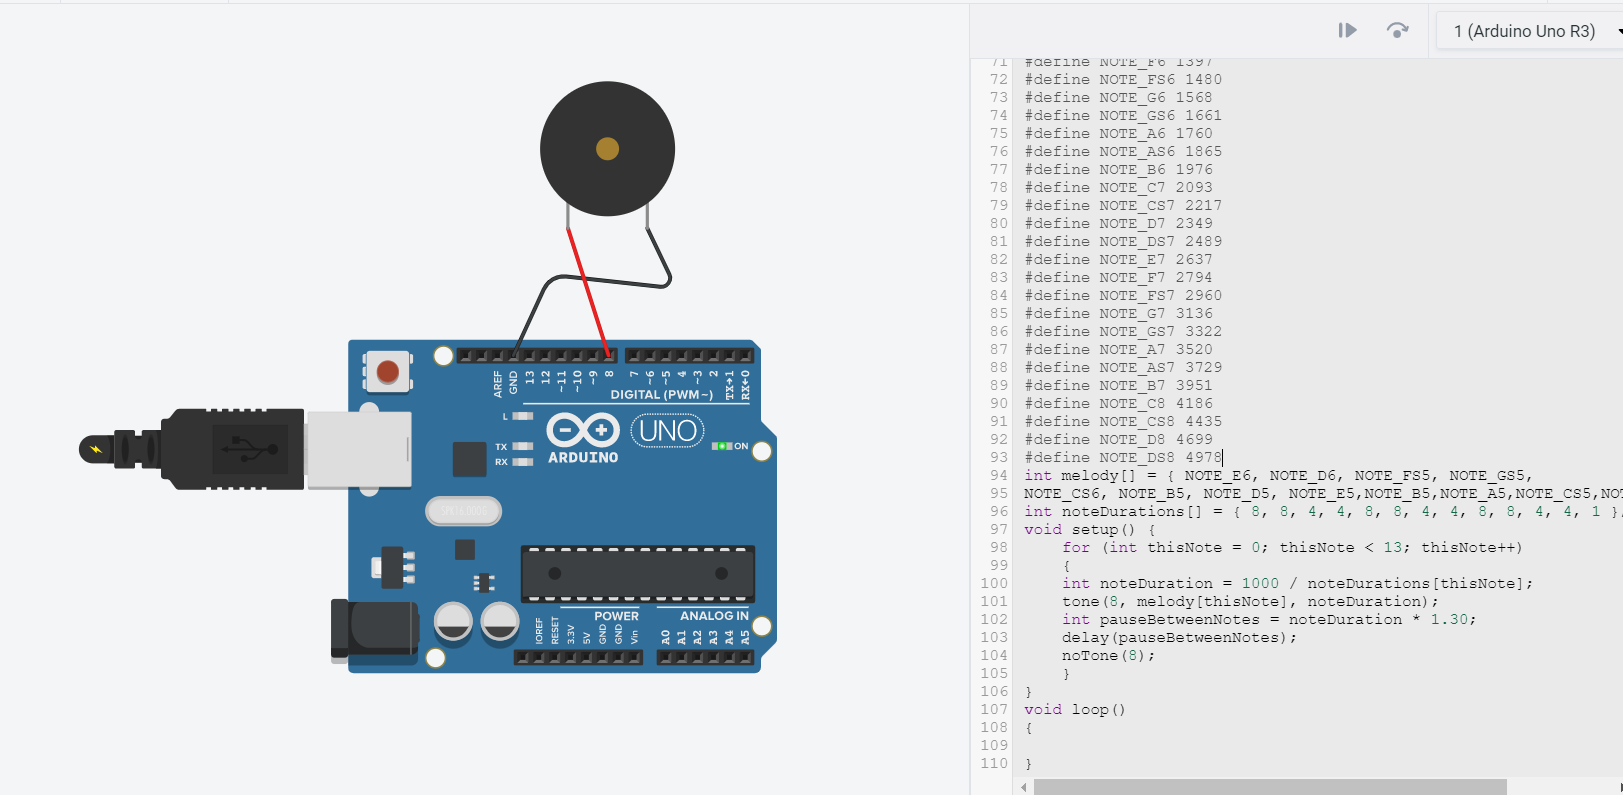 1 (Arduino Uno R3)
71 #define NOTE_F6 1397
72 #define NOTE_FS6 1480
73 #define NOTE_G6 1568
74 #define NOTE_GS6 1661
75 #define NOTE_A6 1760
76 #define NOTE_AS6 1865
77 #define NOTE_B6 1976
78 #define NOTE_C7 2093
79 #define NOTE_CS7 2217
80 #define NOTE_D7 2349
81 #define NOTE_DS7 2489
82 #define NOTE_E7 2637
83 #define NOTE_F7 2794
84 #define NOTE_FS7 2960
85 #define NOTE_G7 3136
86 #define NOTE_GS7 3322
87 #define NOTE_A7 3520
88 #define NOTE_AS7 3729
89 #define NOTE_B7 3951
90 #define NOTE_C8 4186
91 #define NOTE_CS8 4435
92 #define NOTE_D8 4699
93 #define NOTE_DS8 4978
94 int melody[] = { NOTE_E6, NOTE_D6, NOTE_FS5, NOTE_GS5,
95 NOTE_CS6, NOTE_B5, NOTE_D5, NOTE_E5,NOTE_B5,NOTE_A5,NOTE_CS5,NOT
96 int noteDurations[] = { 8, 8, 4, 4, 8, 8, 4, 4, 8, 8, 4, 4, 1 }
97 void setup() {
98 for (int thisNote = 0; thisNote < 13; thisNote++)
99 {
100 int noteDuration = 1000 / noteDurations[thisNote];
101 tone(8, melody[thisNote], noteDuration);
102 int pauseBetweenNotes = noteDuration * 1.30;
103 delay(pauseBetweenNotes);
104 noTone(8);
105 }
106 }
107 void loop()
108 {
109
110 }
AREF GND 13 12 ~11 ~10 ~9 8 7 ~6 ~5 4 ~3 2 TX→1 RX←0
DIGITAL (PWM~)
L
TX
RX
ARDUINO
UNO
ON
POWER
ANALOG IN
IOREF RESET 3.3V 5V GND GND Vin A0 A1 A2 A3 A4 A5